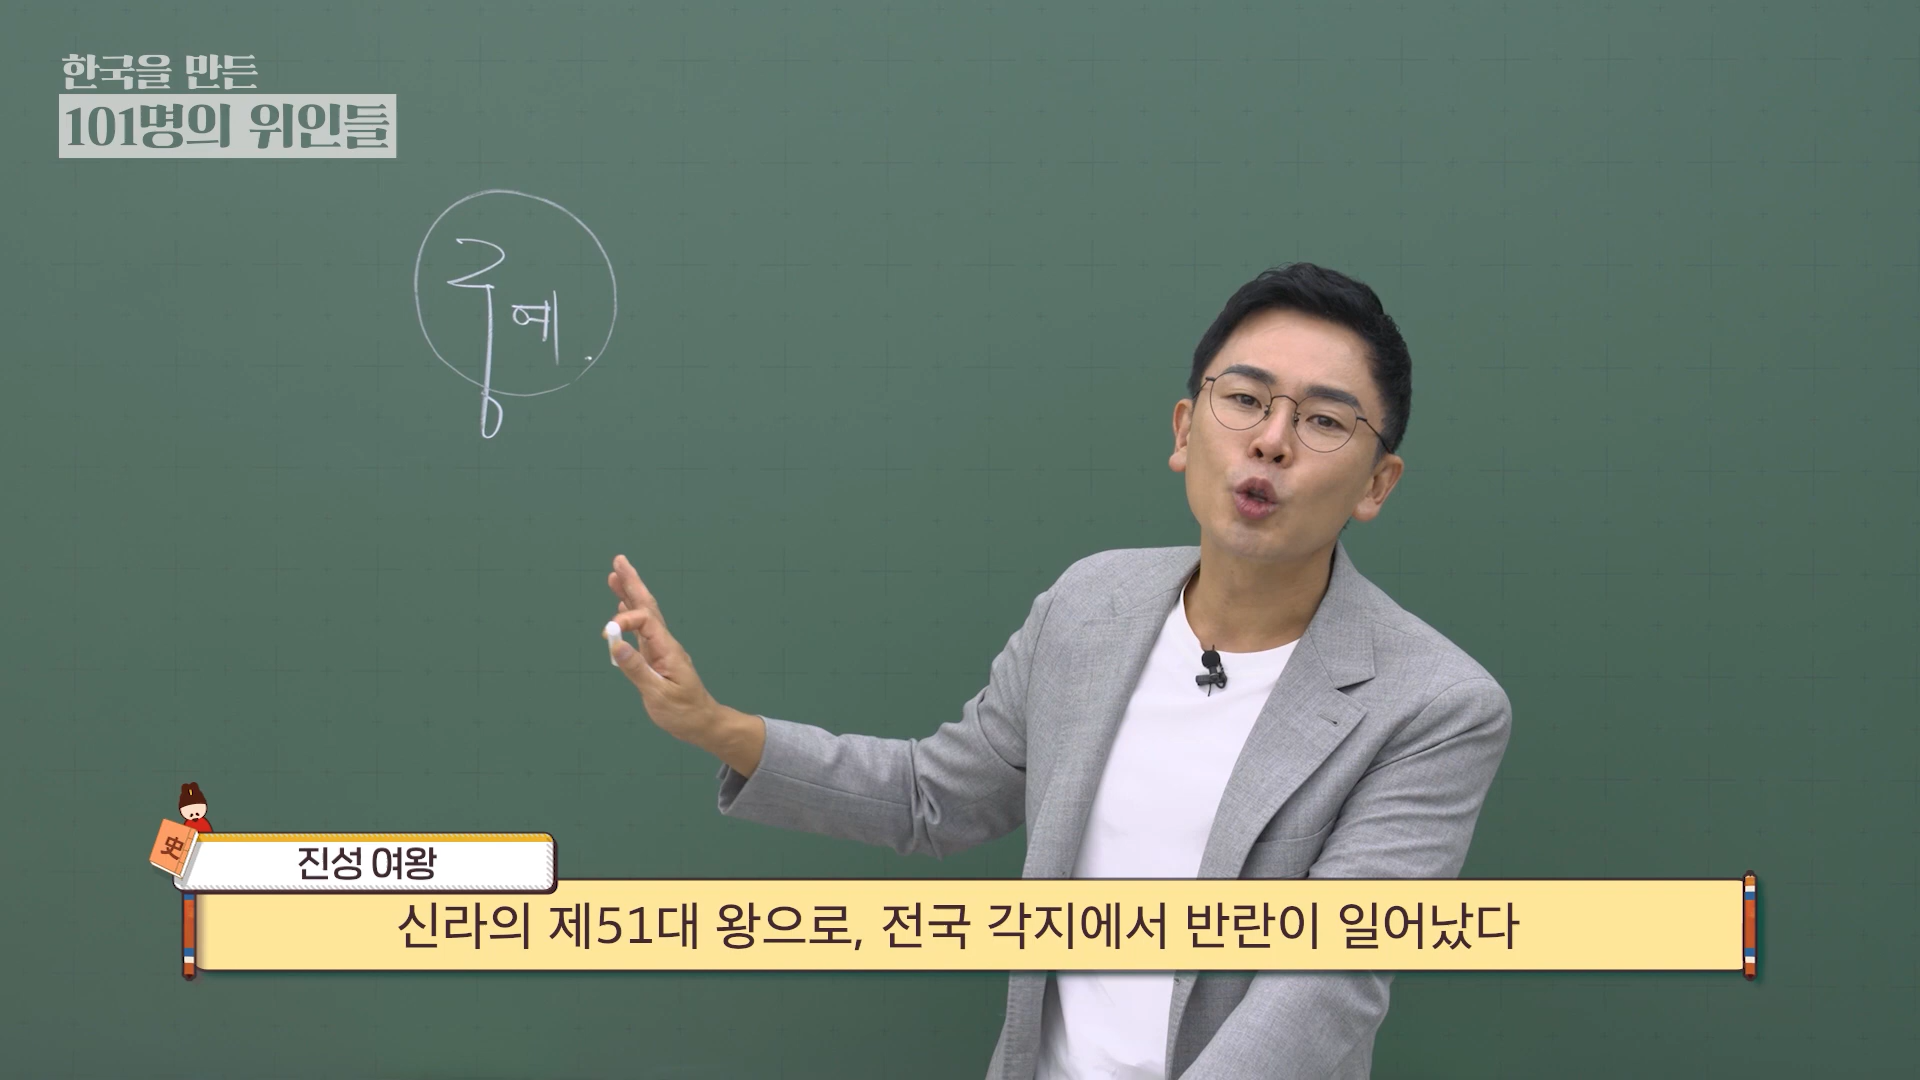 한국을 만든
101명의 위인들
궁예
史
진성 여왕
신라의 제51대 왕으로, 전국 각지에서 반란이 일어났다